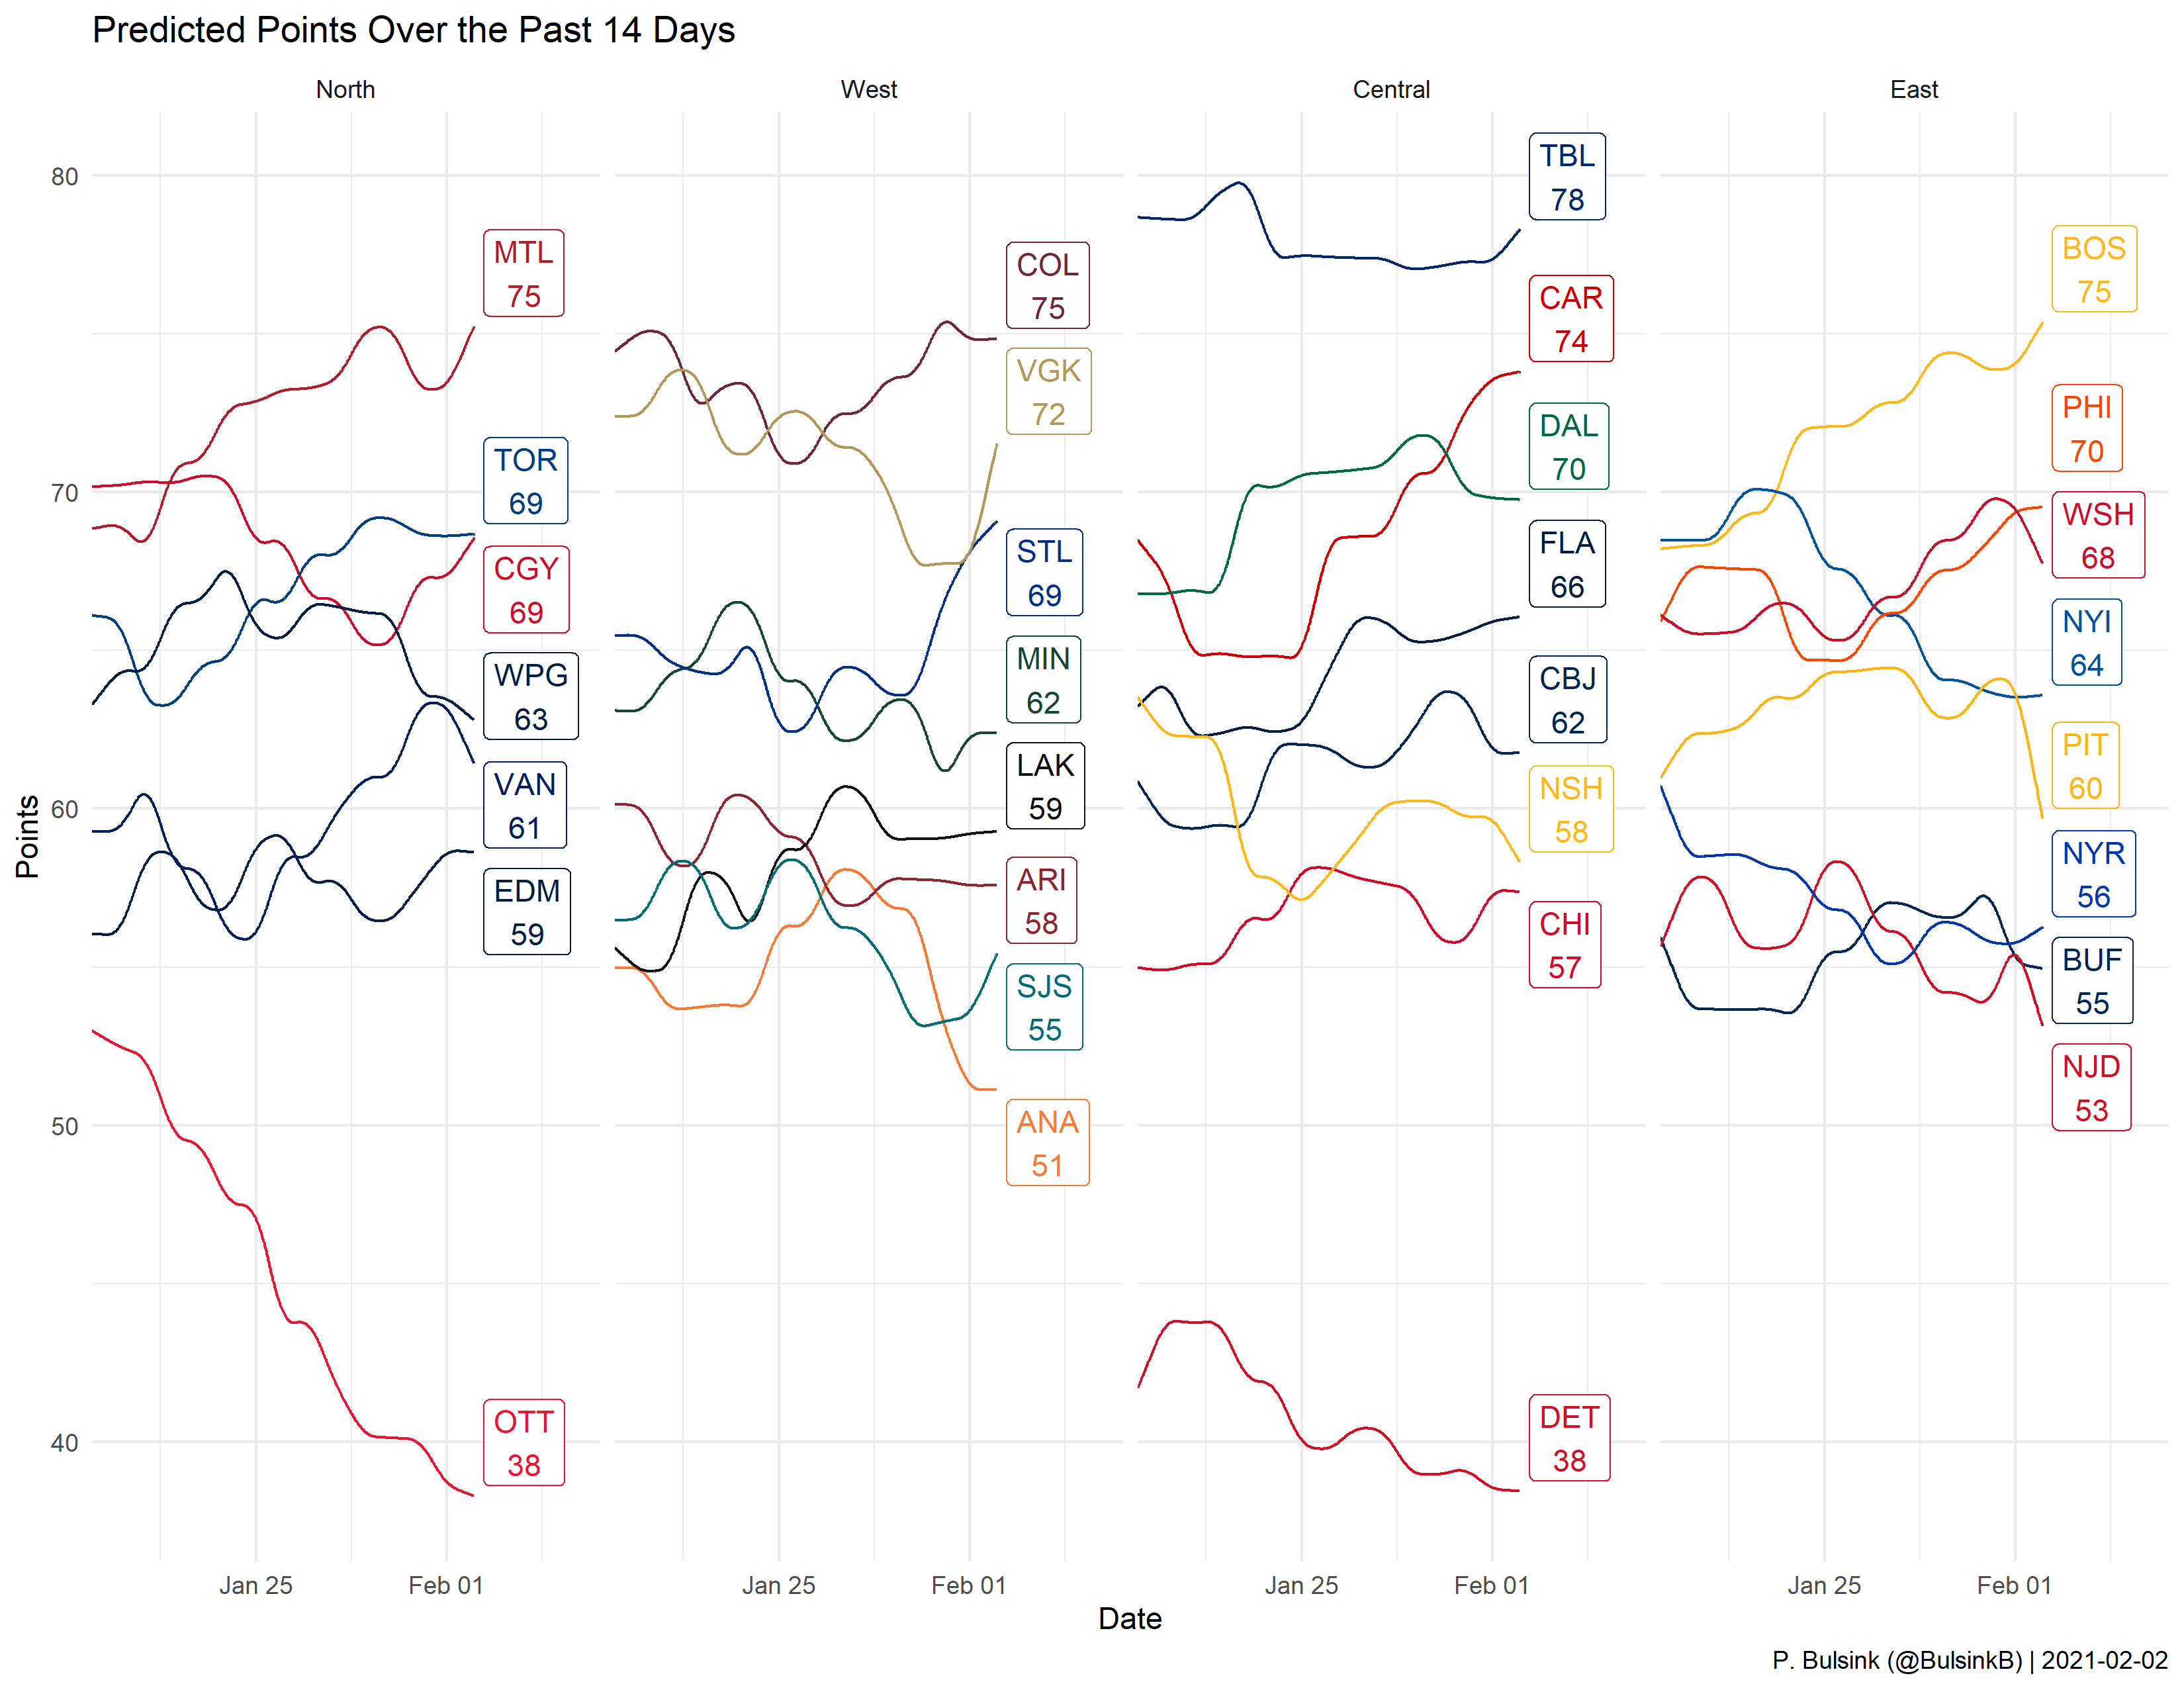 Predicted Points Over the Past 14 Days
North
West
Central
East
Points
80
70
60
50
40
MTL
75
TOR
69
CGY
69
WPG
63
VAN
61
EDM
59
OTT
38
COL
75
VGK
72
STL
69
MIN
62
LAK
59
ARI
58
SJS
55
ANA
51
TBL
78
CAR
74
DAL
70
FLA
66
CBJ
62
NSH
58
CHI
57
DET
38
BOS
75
PHI
70
WSH
68
NYI
64
PIT
60
NYR
56
BUF
55
NJD
53
Jan 25
Feb 01
Jan 25
Feb 01
Jan 25
Feb 01
Jan 25
Feb 01
Date
P. Bulsink (@BulsinkB) | 2021-02-02